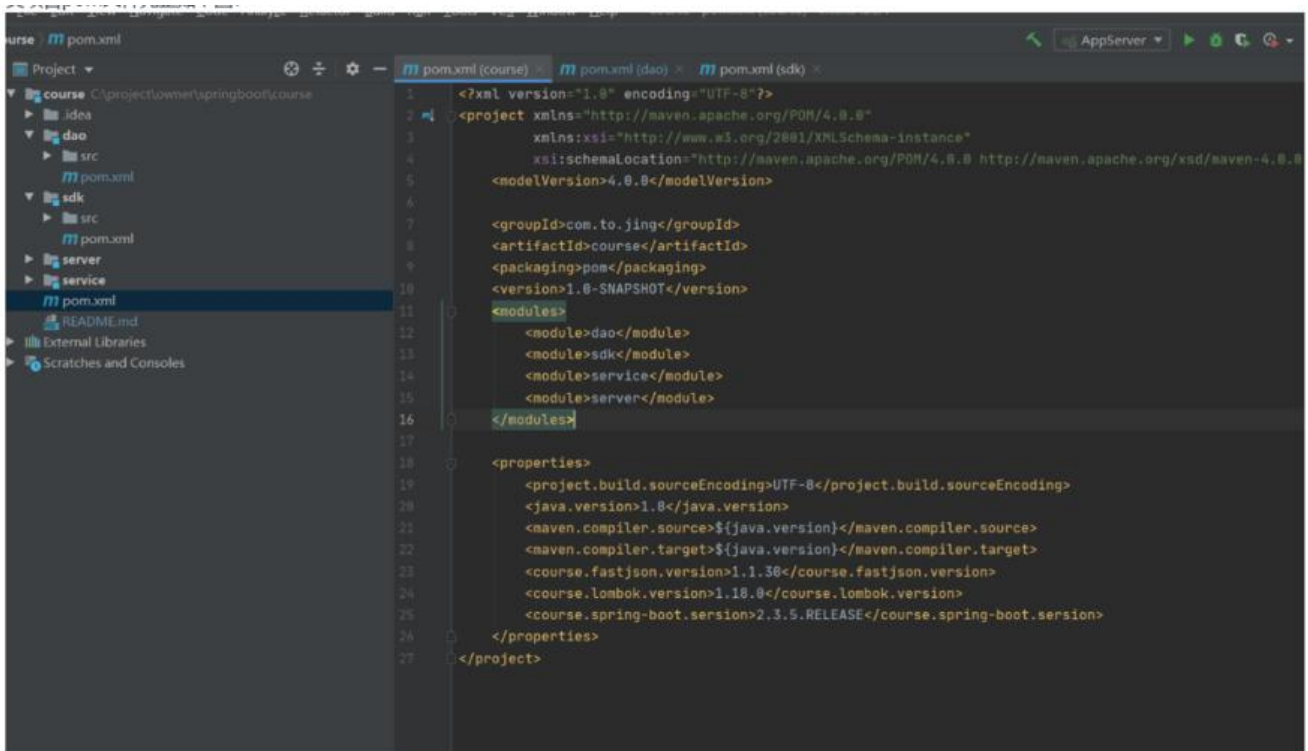 urse pom.xml
AppServer
Project
pom.xml (course)
pom.xml (dao)
pom.xml (sdk)
course C:\project\owner\springboot\course
.idea
dao
src
pom.xml
sdk
src
pom.xml
server
service
pom.xml
README.md
External Libraries
Scratches and Consoles
1 <?xml version="1.0" encoding="UTF-8"?>
2 <project xmlns="http://maven.apache.org/POM/4.0.0"
3 xmlns:xsi="http://www.w3.org/2001/XMLSchema-instance"
4 xsi:schemaLocation="http://maven.apache.org/POM/4.0.0 http://maven.apache.org/xsd/maven-4.0.0
5 <modelVersion>4.0.0</modelVersion>
6
7 <groupId>com.to.jing</groupId>
8 <artifactId>course</artifactId>
9 <packaging>pom</packaging>
10 <version>1.0-SNAPSHOT</version>
11 <modules>
12 <module>dao</module>
13 <module>sdk</module>
14 <module>service</module>
15 <module>server</module>
16 </modules>
17
18 <properties>
19 <project.build.sourceEncoding>UTF-8</project.build.sourceEncoding>
20 <java.version>1.8</java.version>
21 <maven.compiler.source>${java.version}</maven.compiler.source>
22 <maven.compiler.target>${java.version}</maven.compiler.target>
23 <course.fastjson.version>1.1.30</course.fastjson.version>
24 <course.lombok.version>1.18.0</course.lombok.version>
25 <course.spring-boot.sersion>2.3.5.RELEASE</course.spring-boot.sersion>
26 </properties>
27 </project>